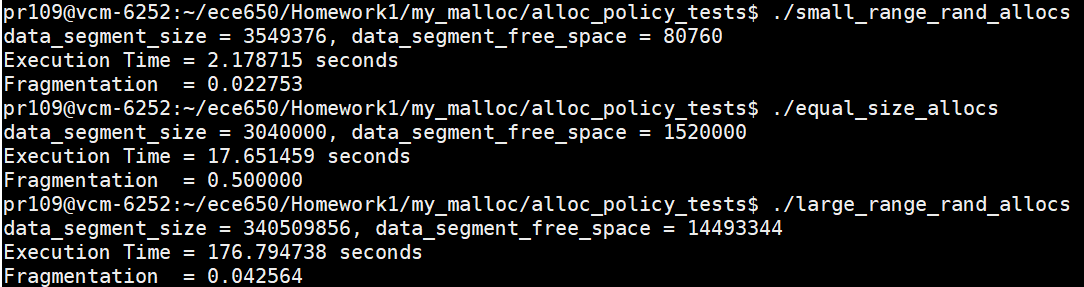 pr109@vcm-6252:~/ece650/Homework1/my_malloc/alloc_policy_tests$ ./small_range_rand_allocs
data_segment_size = 3549376, data_segment_free_space = 80760
Execution Time = 2.178715 seconds
Fragmentation  = 0.022753
pr109@vcm-6252:~/ece650/Homework1/my_malloc/alloc_policy_tests$ ./equal_size_allocs
data_segment_size = 3040000, data_segment_free_space = 1520000
Execution Time = 17.651459 seconds
Fragmentation  = 0.500000
pr109@vcm-6252:~/ece650/Homework1/my_malloc/alloc_policy_tests$ ./large_range_rand_allocs
data_segment_size = 340509856, data_segment_free_space = 14493344
Execution Time = 176.794738 seconds
Fragmentation  = 0.042564